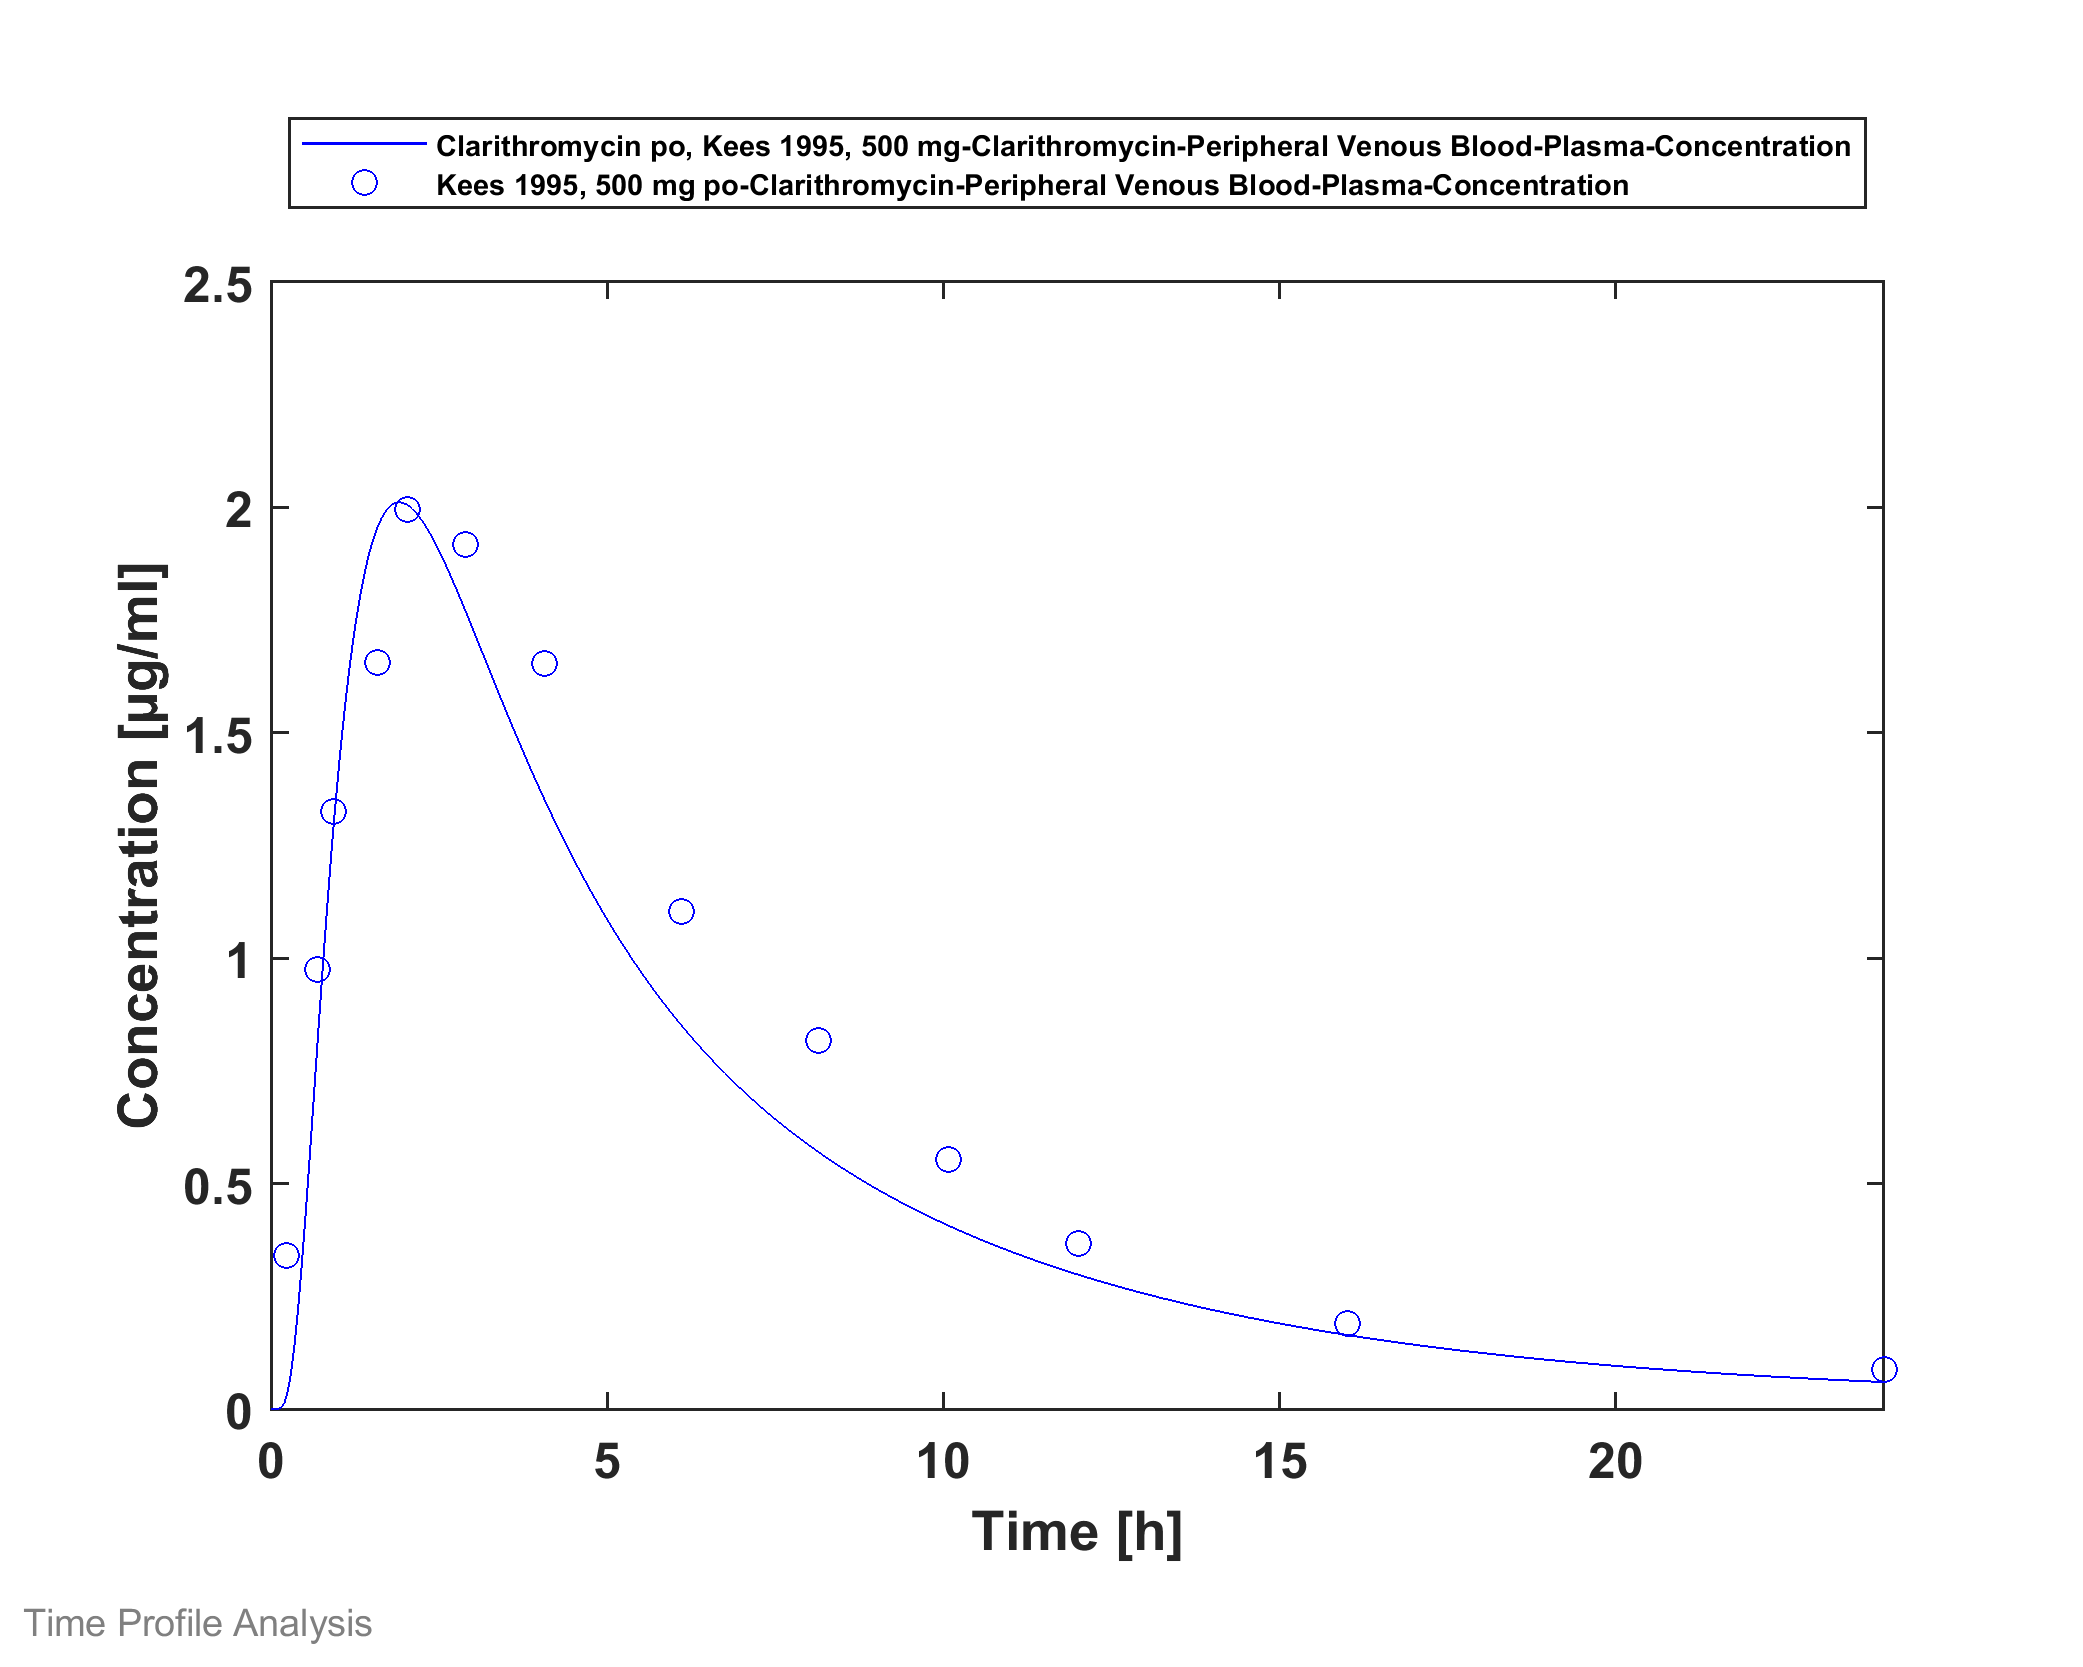 Clarithromycin po, Kees 1995, 500 mg-Clarithromycin-Peripheral Venous Blood-Plasma-Concentration
Kees 1995, 500 mg po-Clarithromycin-Peripheral Venous Blood-Plasma-Concentration
2.5
2
1.5
1
0.5
0
Concentration [µg/ml]
0 5 10 15 20
Time [h]
Time Profile Analysis